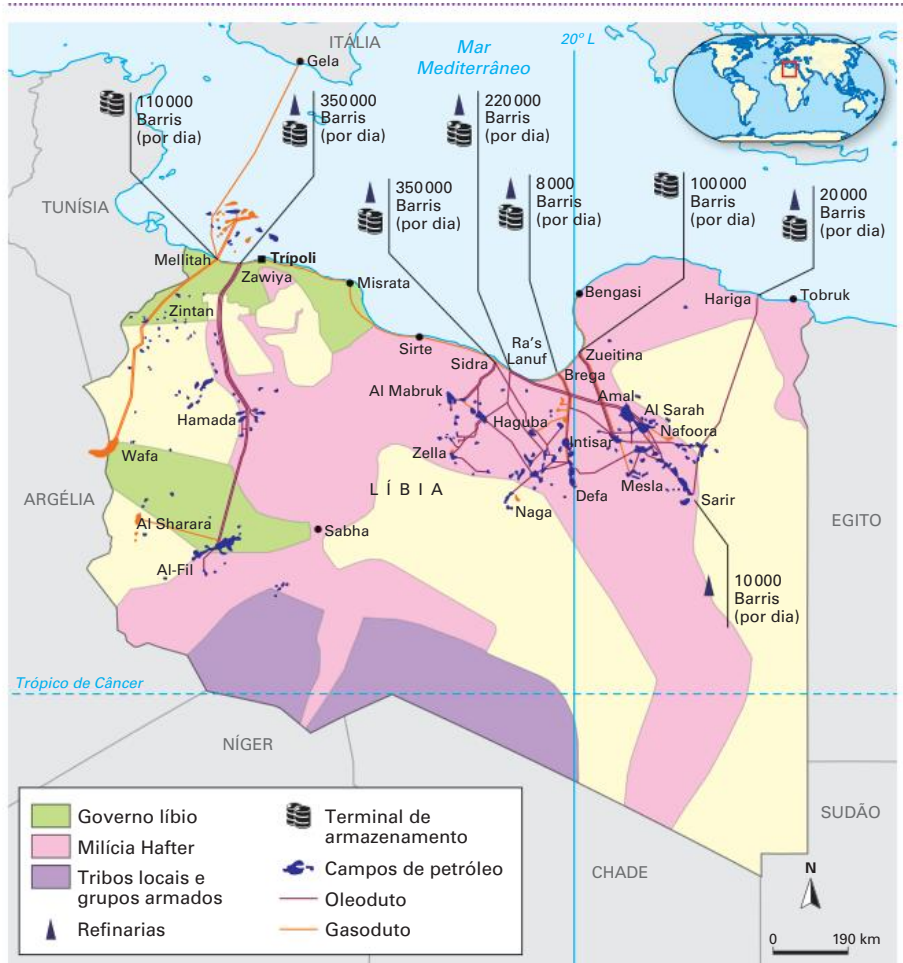 ITÁLIA
Gela
Mar
Mediterrâneo
20° L
110 000
Barris
(por dia)
350 000
Barris
(por dia)
220 000
Barris
(por dia)
350 000
Barris
(por dia)
8 000
Barris
(por dia)
100 000
Barris
(por dia)
20 000
Barris
(por dia)
TUNÍSIA
Mellitah
Trípoli
Zawiya
Misrata
Zintan
Bengasi
Hariga
Tobruk
Sirte
Sidra
Ra's
Lanuf
Zueitina
Brega
Al Mabruk
Amal
Al Sarah
Hamada
Haguba
Nafoora
Intisar
Wafa
Zella
LÍBIA
Defa
Mesla
Sarir
Naga
ARGÉLIA
EGITO
Al Sharara
Sabha
Al-Fil
10 000
Barris
(por dia)
Trópico de Câncer
NÍGER
SUDÃO
CHADE
Governo líbio
Milícia Hafter
Tribos locais e
grupos armados
Refinarias
Terminal de
armazenamento
Campos de petróleo
Oleoduto
Gasoduto
N
0 190 km